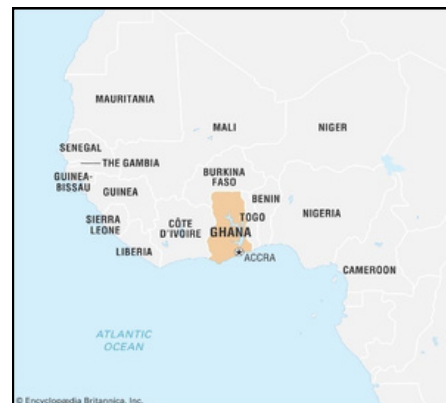 MAURITANIA
MALI
NIGER
SENEGAL
THE GAMBIA
GUINEA-
BISSAU
GUINEA
BURKINA
FASO
BENIN
NIGERIA
SIERRA
LEONE
CÔTE
D'IVOIRE
GHANA
TOGO
LIBERIA
ACCRA
CAMEROON
ATLANTIC
OCEAN
© Encyclopædia Britannica, Inc.